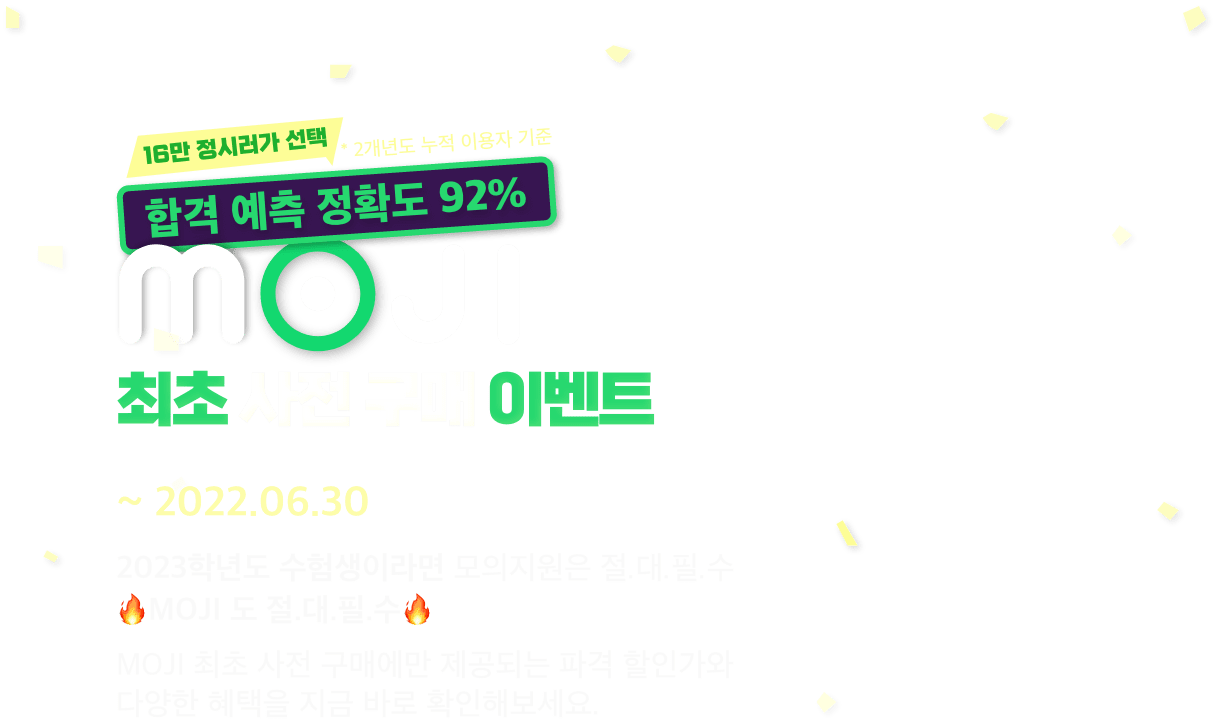 16만 정시러가 선택
* 2개년도 누적 이용자 기준
합격 예측 정확도 92%
moji
최초 사전 구매 이벤트
~ 2022.06.30
2023학년도 수험생이라면 모의지원은 절.대.필.수
🔥MOJI 도 절.대.필.수🔥
MOJI 최초 사전 구매에만 제공되는 파격 할인가와
다양한 혜택을 지금 바로 확인해보세요.